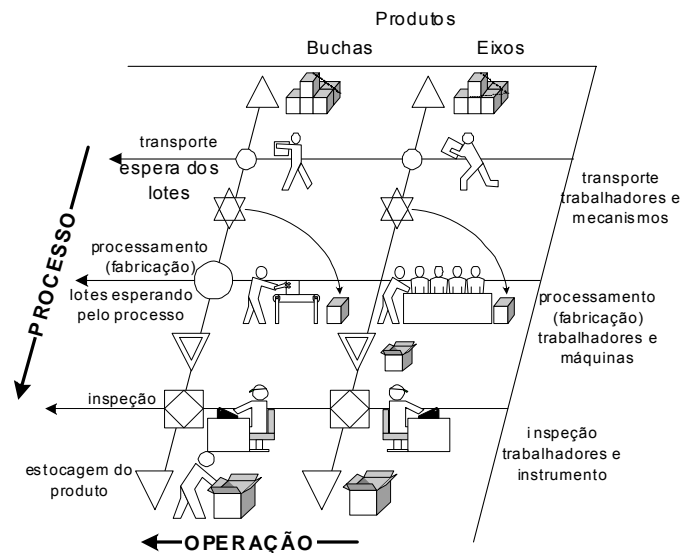 Produtos
Buchas
Eixos
transporte
espera dos
lotes
transporte
trabalhadores e
mecanismos
PROCESSO
processamento
(fabricação)
lotes esperando
pelo processo
processamento
(fabricação)
trabalhadores e
máquinas
inspeção
inspeção
trabalhadores e
instrumento
estocagem do
produto
OPERAÇÃO